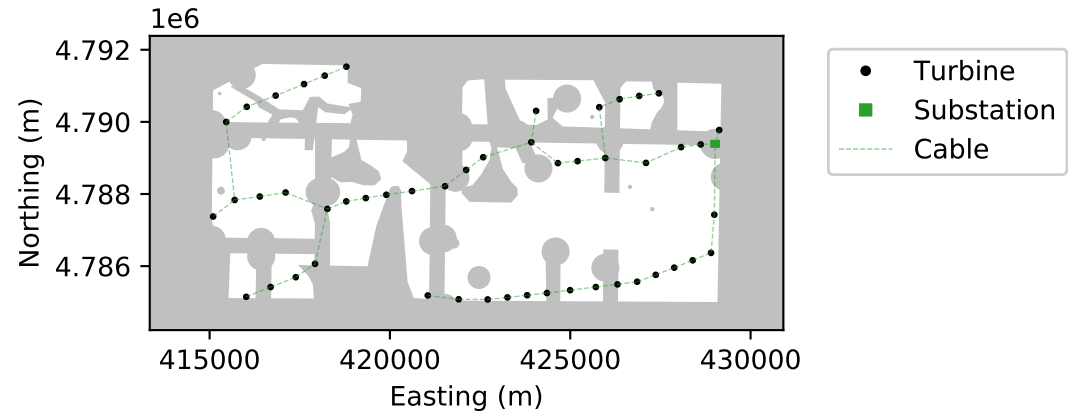 1e6
4.792
4.790
4.788
4.786
Northing (m)
415000 420000 425000 430000
Easting (m)
Turbine
Substation
Cable